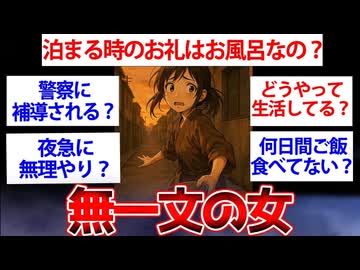 泊まる時のお礼はお風呂なの？
警察に
補導される？
どうやって
生活してる？
夜急に
無理やり？
何日間ご飯
食べてない？
無一文の女